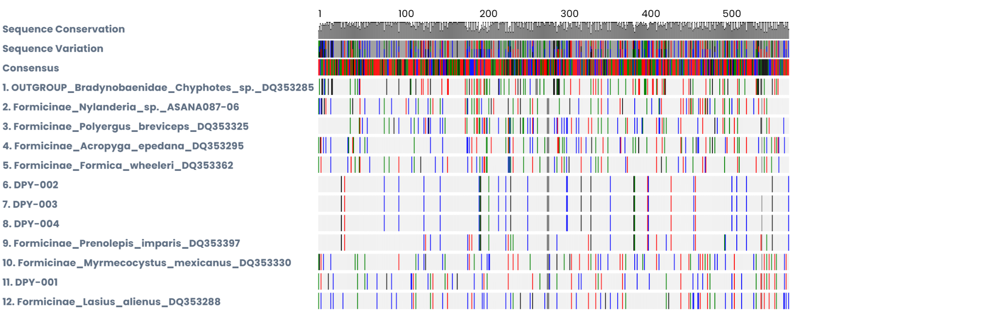 1 100 200 300 400 500
Sequence Conservation
Sequence Variation
Consensus
1. OUTGROUP_Bradynobaenidae_Chyphotes_sp._DQ353285
2. Formicinae_Nylanderia_sp._ASANA087-06
3. Formicinae_Polyergus_breviceps_DQ353325
4. Formicinae_Acropyga_epedana_DQ353295
5. Formicinae_Formica_wheeleri_DQ353362
6. DPY-002
7. DPY-003
8. DPY-004
9. Formicinae_Prenolepis_imparis_DQ353397
10. Formicinae_Myrmecocystus_mexicanus_DQ353330
11. DPY-001
12. Formicinae_Lasius_alienus_DQ353288